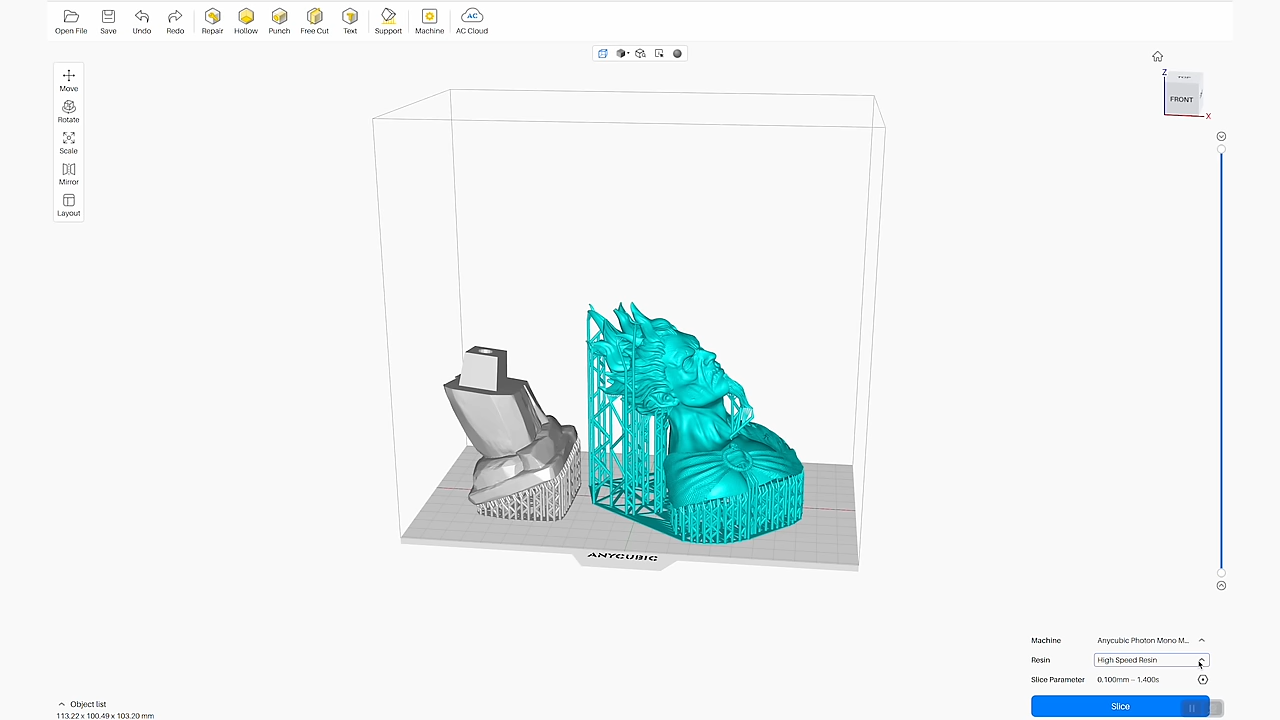 Open File Save Undo Redo Repair Hollow Punch Free Cut Text Support Machine AC Cloud
AC
Move
Rotate
Scale
Mirror
Layout
Z
FRONT
X
ANYCUBIC
Machine Anycubic Photon Mono M...
Resin High Speed Resin
Slice Parameter 0.100mm – 1.400s
Slice
Object list
113.22 x 100.49 x 103.20 mm